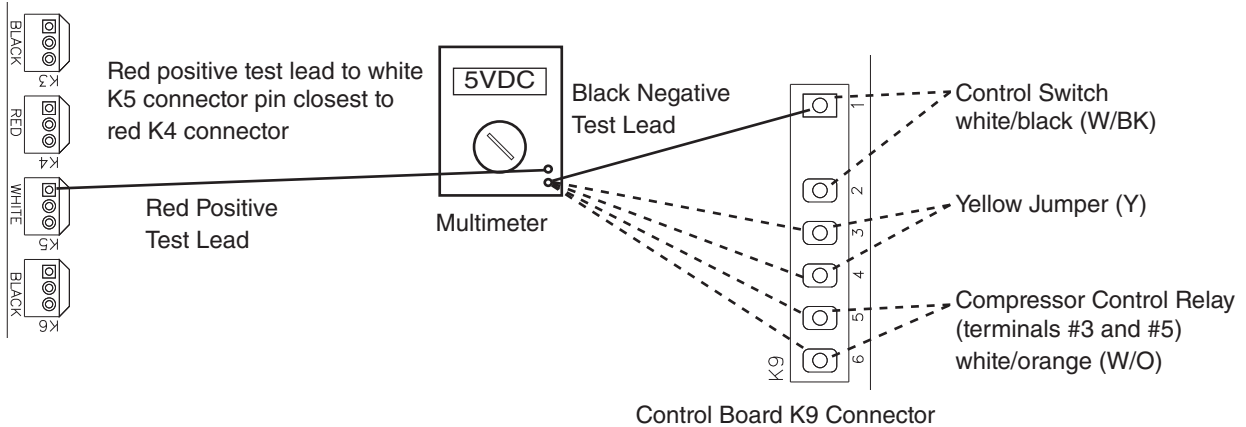 BLACK
K3
RED
K4
WHITE
K5
BLACK
K6
Red positive test lead to white
K5 connector pin closest to
red K4 connector
5VDC
Multimeter
Red Positive
Test Lead
Black Negative
Test Lead
1
2
3
4
5
6
K9
Control Switch
white/black (W/BK)
Yellow Jumper (Y)
Compressor Control Relay
(terminals #3 and #5)
white/orange (W/O)
Control Board K9 Connector